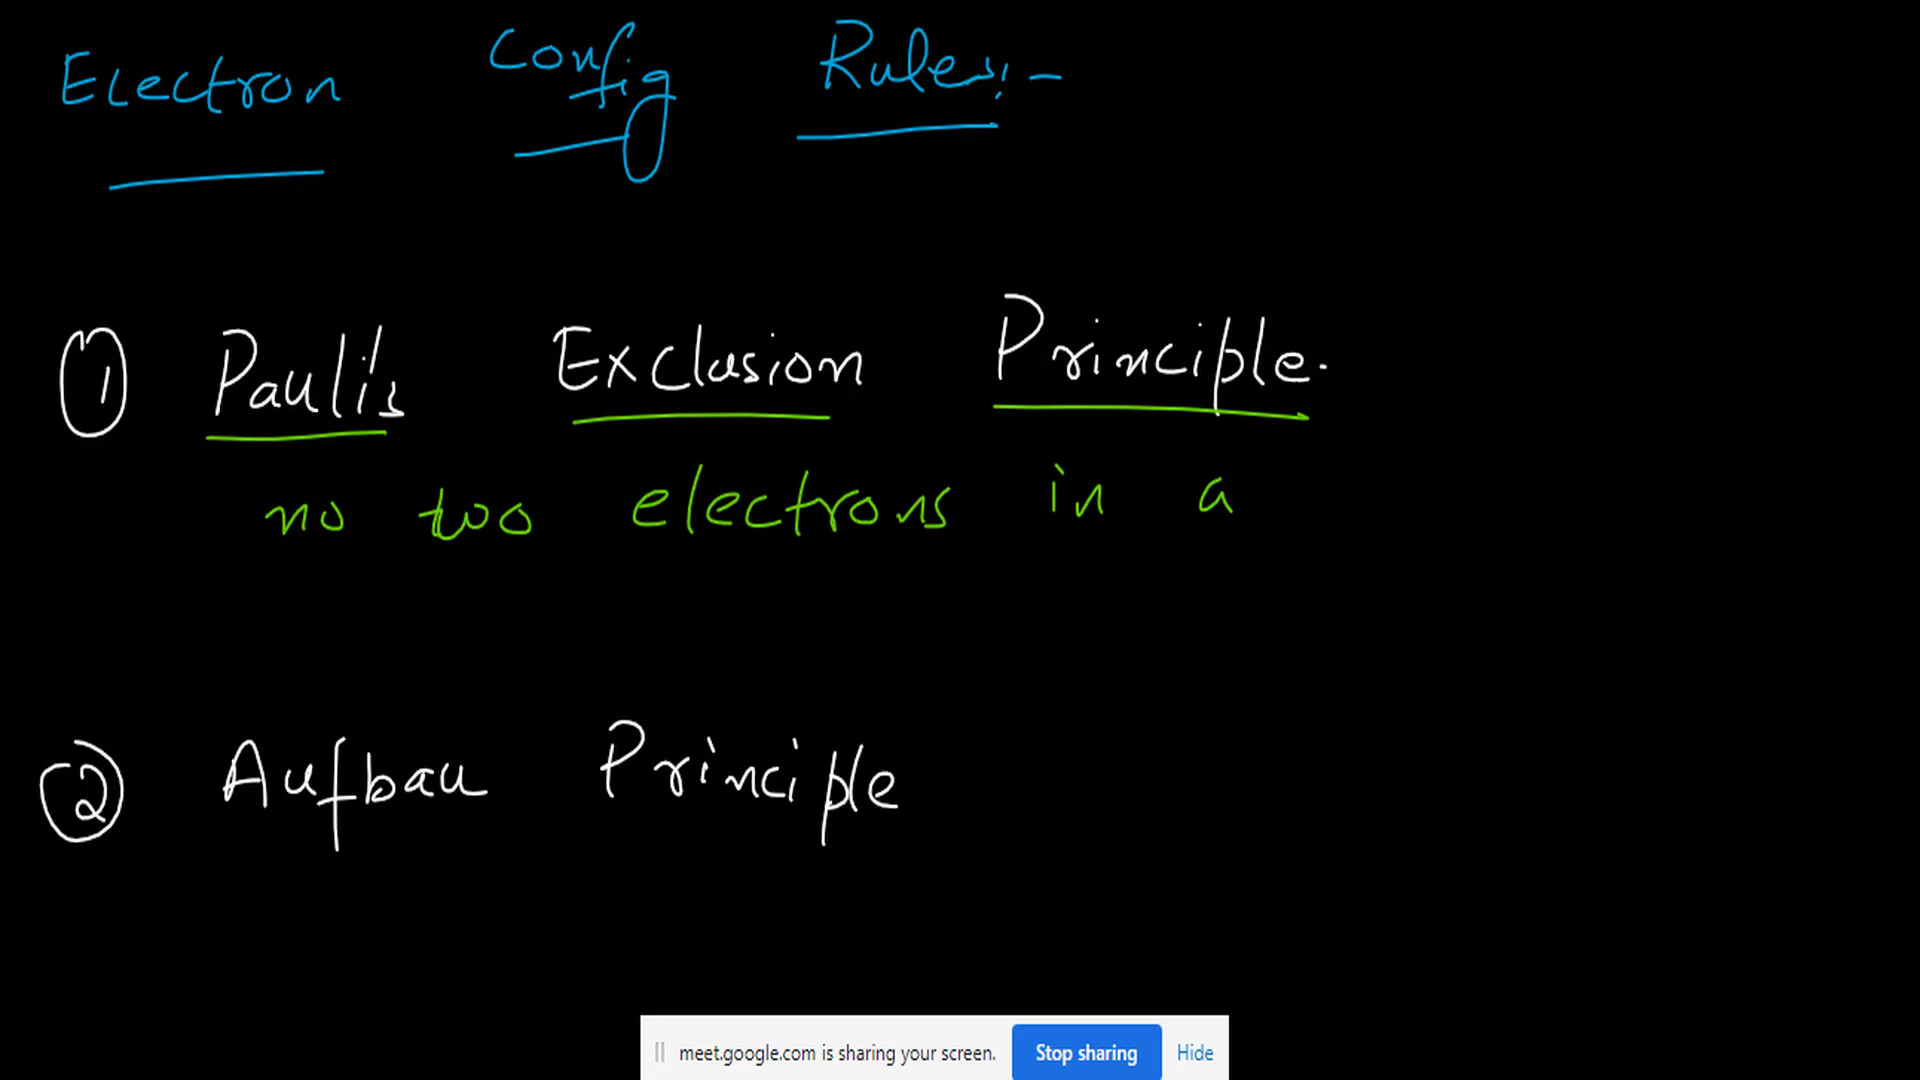 Electron Config Rules:-
① Pauli's Exclusion Principle.
no two electrons in a
② Aufbau Principle
meet.google.com is sharing your screen. Stop sharing Hide